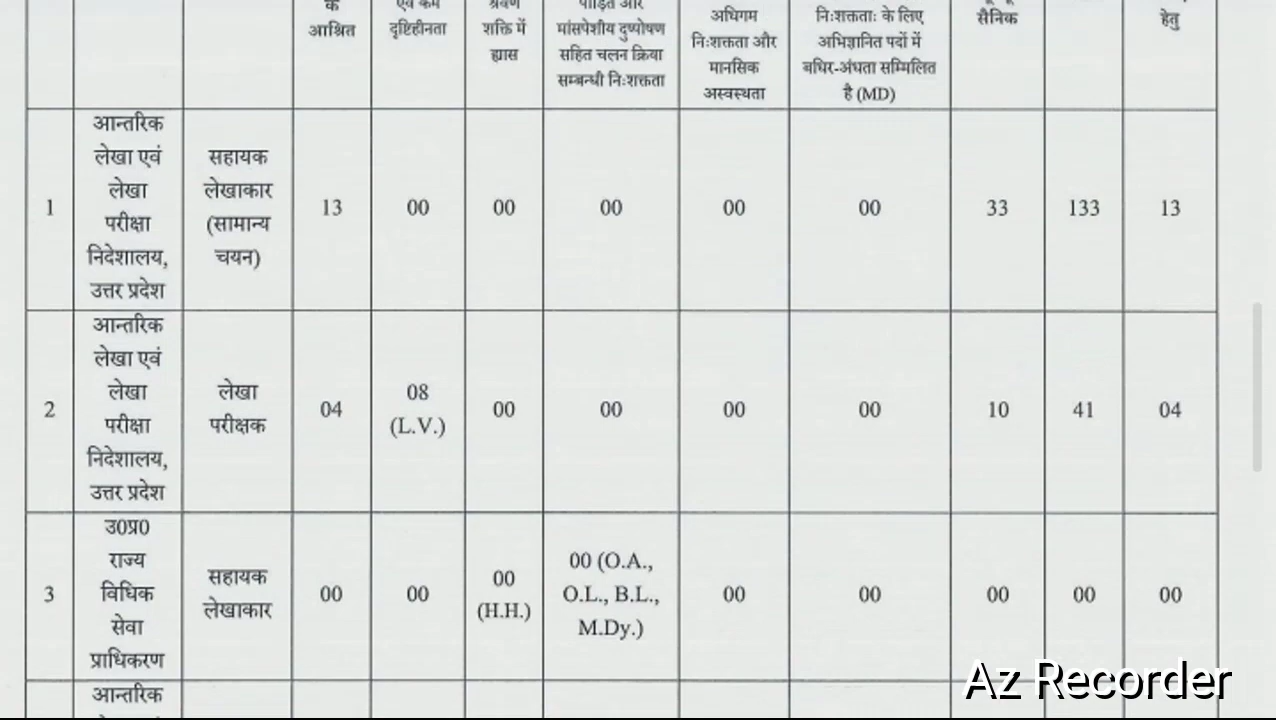 के
आश्रित
एवं कम
दृष्टिहीनता
श्रवण
शक्ति में
ह्रास
मांसपेशीय दुष्पोषण
सहित चलन क्रिया
सम्बन्धी निःशक्तता
अधिगम
निःशक्तता और
मानसिक
अस्वस्थता
निःशक्तताः के लिए
अभिज्ञानित पदों में
बधिर-अंधता सम्मिलित
है (MD)
सैनिक
हेतु
1
आन्तरिक
लेखा एवं
लेखा
परीक्षा
निदेशालय,
उत्तर प्रदेश
सहायक
लेखाकार
(सामान्य
चयन)
13
00
00
00
00
00
33
133
13
2
आन्तरिक
लेखा एवं
लेखा
परीक्षा
निदेशालय,
उत्तर प्रदेश
लेखा
परीक्षक
04
08
(L.V.)
00
00
00
00
10
41
04
3
उ0प्र0
राज्य
विधिक
सेवा
प्राधिकरण
सहायक
लेखाकार
00
00
00
(H.H.)
00 (O.A.,
O.L., B.L.,
M.Dy.)
00
00
00
00
00
आन्तरिक
Az Recorder